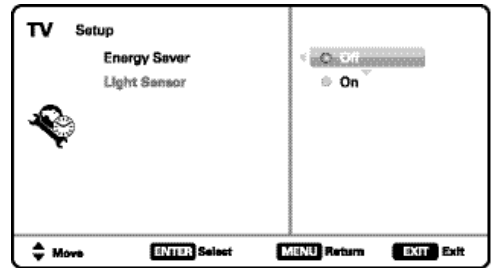 TV Setup
Energy Saver
Off
Light Sensor
On
Move ENTER Select MENU Return EXIT Exit